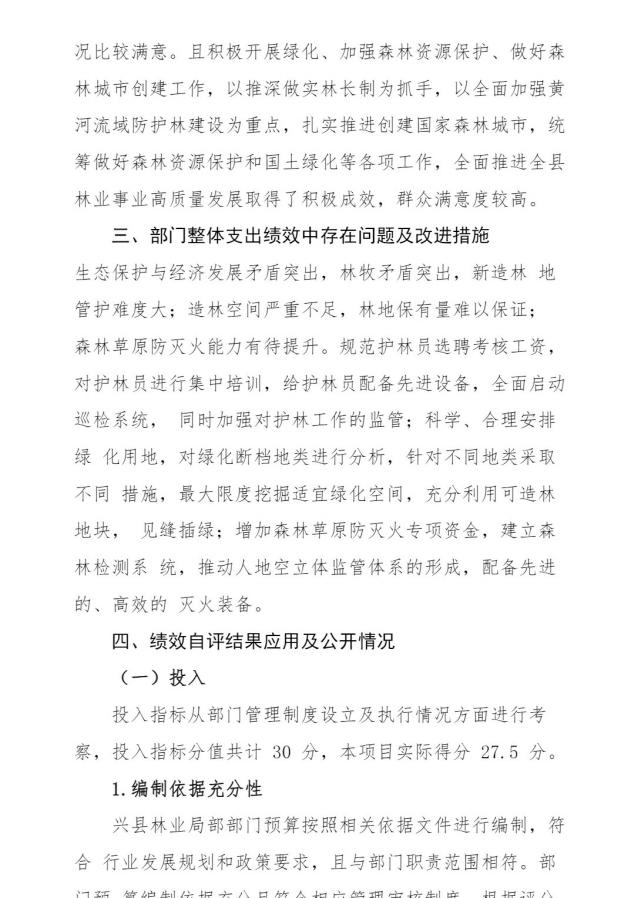 况比较满意。且积极开展绿化、加强森林资源保护、做好森
林城市创建工作，以推深做实林长制为抓手，以全面加强黄
河流域防护林建设为重点，扎实推进创建国家森林城市，统
筹做好森林资源保护和国土绿化等各项工作，全面推进全县
林业事业高质量发展取得了积极成效，群众满意度较高。
三、部门整体支出绩效中存在问题及改进措施
生态保护与经济发展矛盾突出，林牧矛盾突出，新造林 地
管护难度大；造林空间严重不足，林地保有量难以保证；
森林草原防灭火能力有待提升。规范护林员选聘考核工资，
对护林员进行集中培训，给护林员配备先进设备，全面启动
巡检系统， 同时加强对护林工作的监管；科学、合理安排
绿 化用地，对绿化断档地类进行分析，针对不同地类采取
不同 措施，最大限度挖掘适宜绿化空间，充分利用可造林
地块， 见缝插绿；增加森林草原防灭火专项资金，建立森
林检测系 统，推动人地空立体监管体系的形成，配备先进
的、高效的 灭火装备。
四、绩效自评结果应用及公开情况
（一）投入
投入指标从部门管理制度设立及执行情况方面进行考
察，投入指标分值共计 30 分，本项目实际得分 27.5 分。
1.编制依据充分性
兴县林业局部部门预算按照相关依据文件进行编制，符
合 行业发展规划和政策要求，且与部门职责范围相符。部
门预 算编制依据充分且符合相应管理审核制度。根据评分